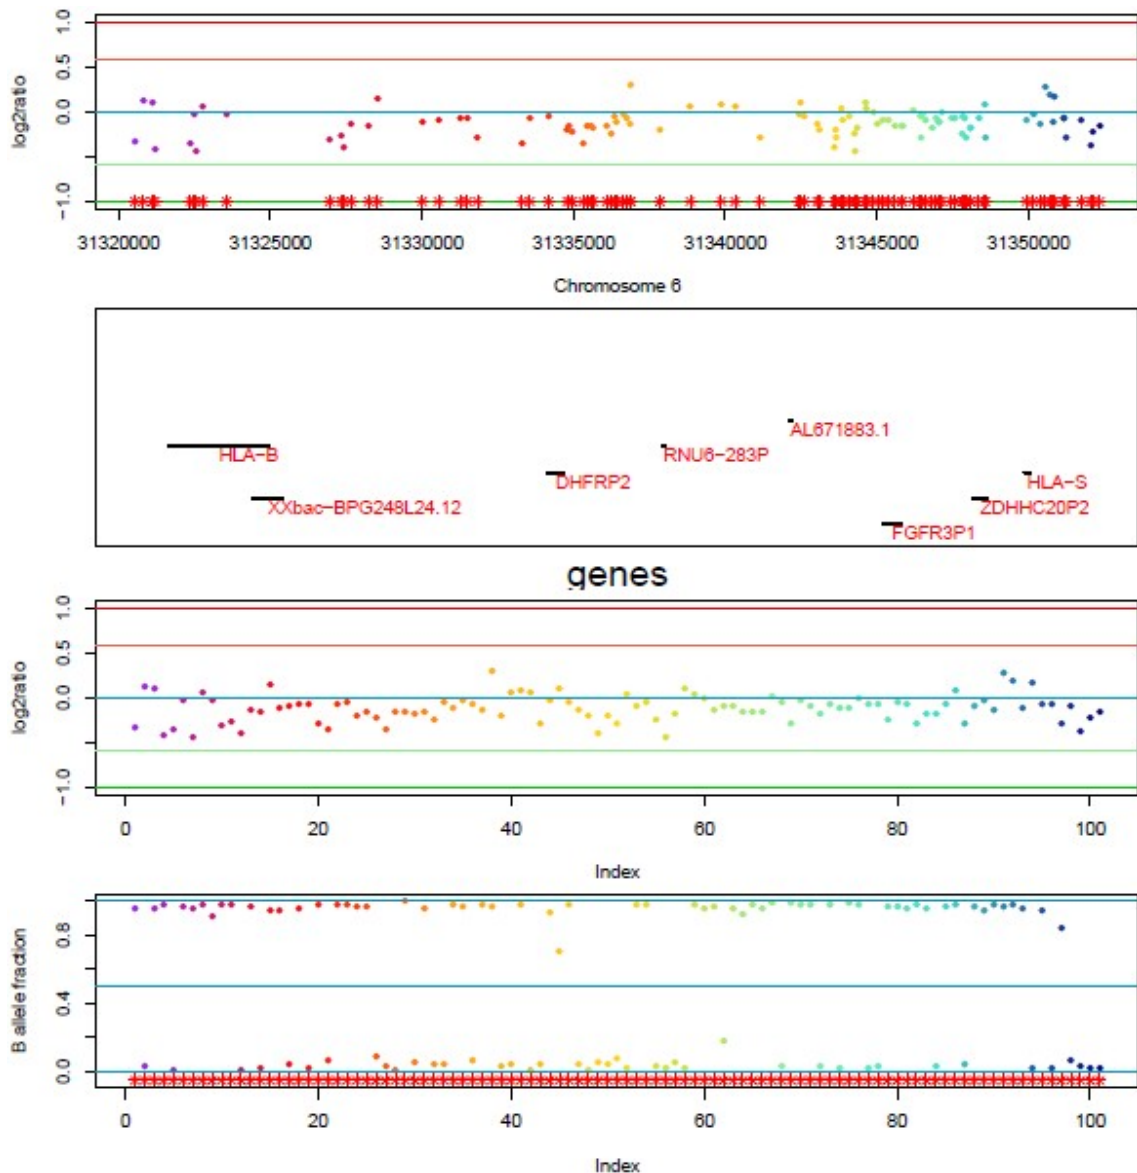 1.0
0.5
0.0
-1.0
log2ratio
31320000 31325000 31330000 31335000 31340000 31345000 31350000
Chromosome 6
AL671883.1
HLA-B RNU6-283P
DHFRP2 HLA-S
XXbac-BPG248L24.12 ZDHHC20P2
FGFR3P1
genes
1.0
0.5
0.0
-1.0
log2ratio
0 20 40 60 80 100
Index
0.8
0.4
0.0
B allele fraction
0 20 40 60 80 100
Index